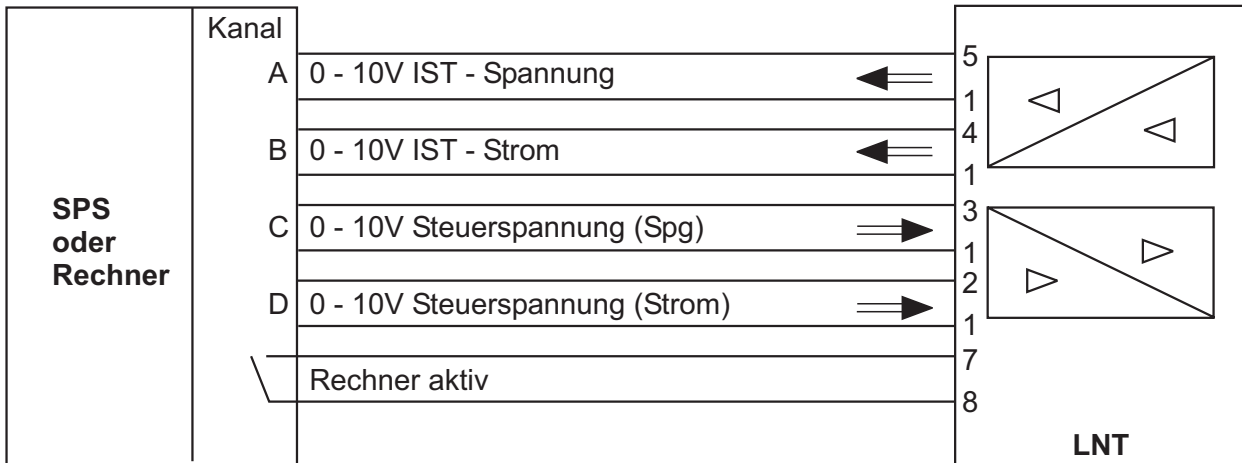 Kanal
A 0 - 10V IST - Spannung 5
1
B 0 - 10V IST - Strom 4
1
SPS
oder
Rechner
C 0 - 10V Steuerspannung (Spg) 3
1
D 0 - 10V Steuerspannung (Strom) 2
1
7
Rechner aktiv
8
LNT